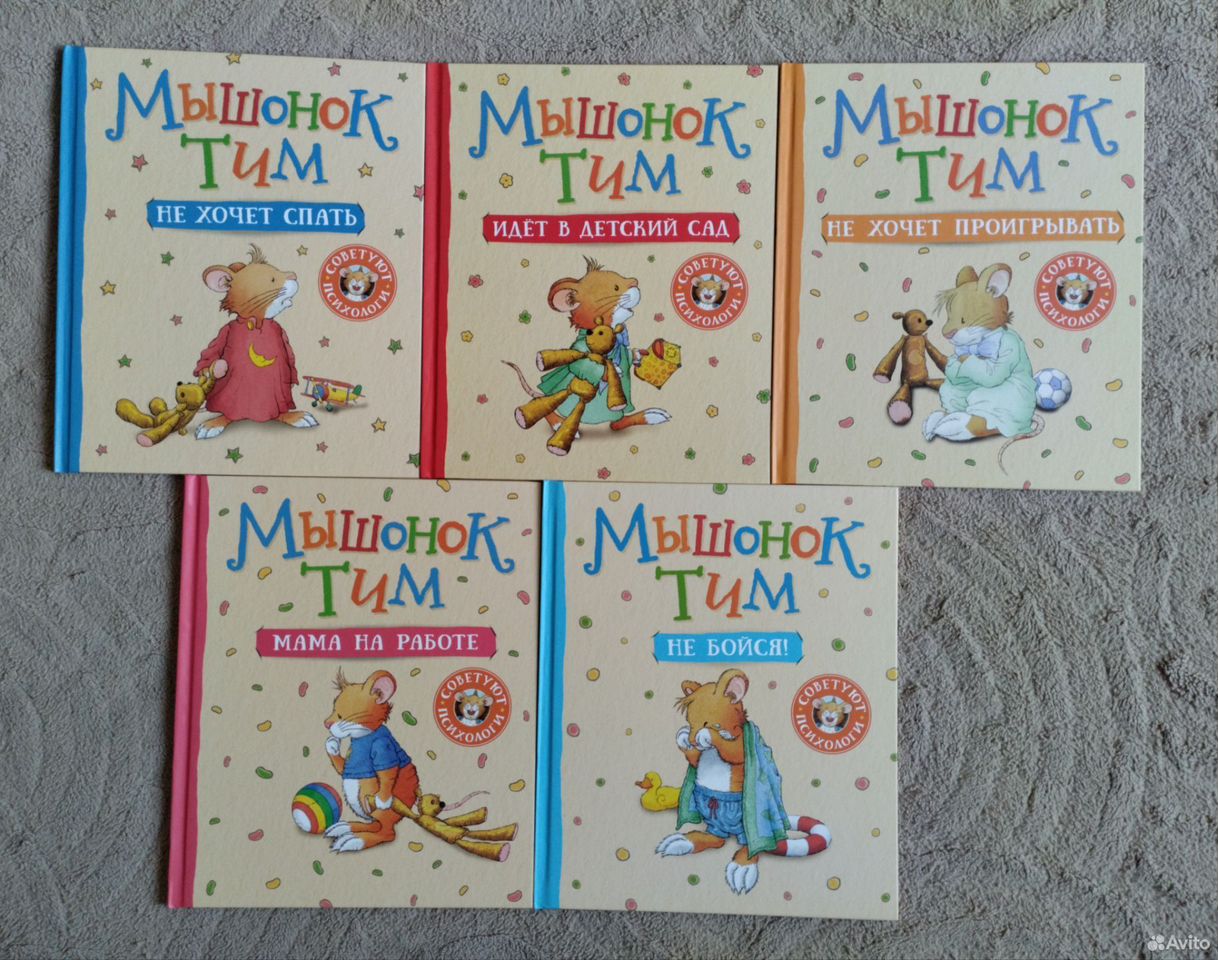 Мышонок
Тим
НЕ ХОЧЕТ СПАТЬ
СОВЕТУЮТ
ПСИХОЛОГИ
Мышонок
Тим
ИДЁТ В ДЕТСКИЙ САД
СОВЕТУЮТ
ПСИХОЛОГИ
Мышонок
Тим
НЕ ХОЧЕТ ПРОИГРЫВАТЬ
СОВЕТУЮТ
ПСИХОЛОГИ
Мышонок
Тим
МАМА НА РАБОТЕ
СОВЕТУЮТ
ПСИХОЛОГИ
Мышонок
Тим
НЕ БОЙСЯ!
СОВЕТУЮТ
ПСИХОЛОГИ
Avito